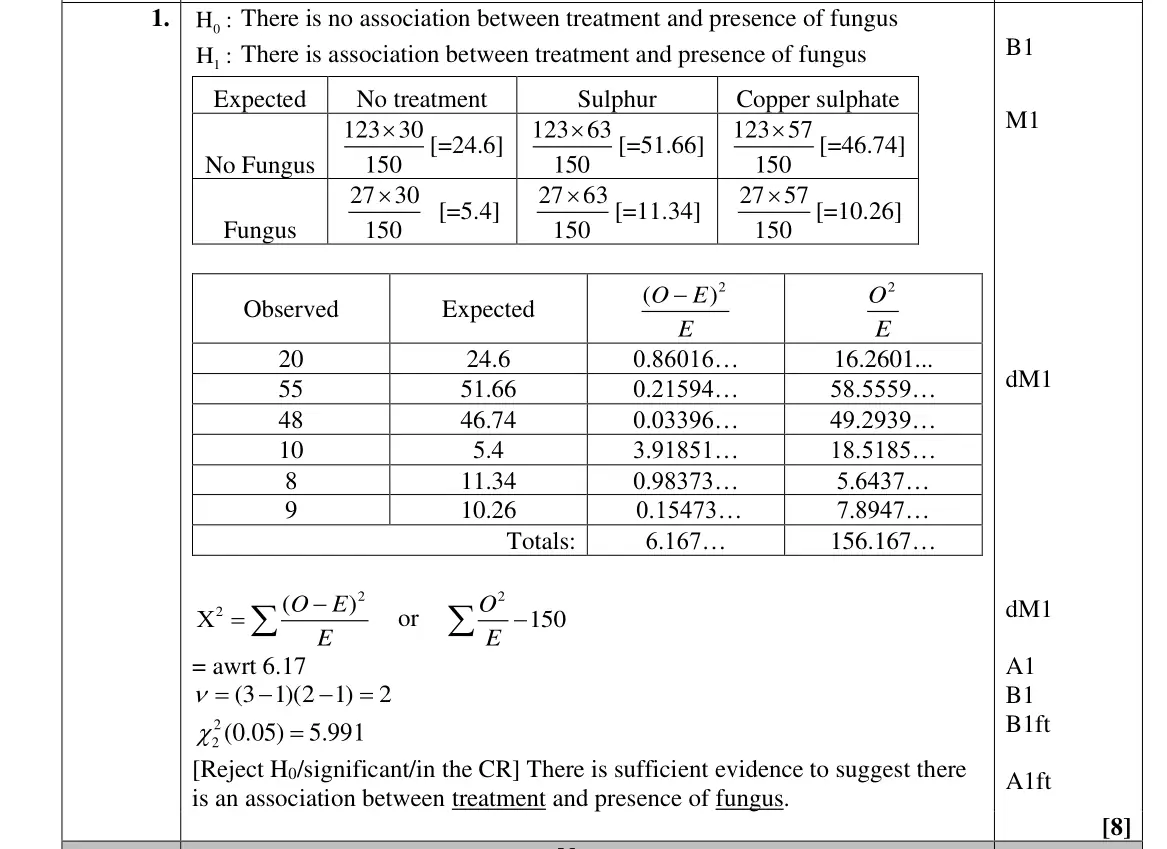 1. H₀ : There is no association between treatment and presence of fungus
H₁ : There is association between treatment and presence of fungus
B1
Expected No treatment Sulphur Copper sulphate
M1
No Fungus 123×30/150 [=24.6] 123×63/150 [=51.66] 123×57/150 [=46.74]
Fungus 27×30/150 [=5.4] 27×63/150 [=11.34] 27×57/150 [=10.26]
Observed Expected (O − E)²/E O²/E
20 24.6 0.86016… 16.2601...
55 51.66 0.21594… 58.5559… dM1
48 46.74 0.03396… 49.2939…
10 5.4 3.91851… 18.5185…
8 11.34 0.98373… 5.6437…
9 10.26 0.15473… 7.8947…
Totals: 6.167… 156.167…
X² = ∑ (O − E)²/E or ∑ O²/E − 150 dM1
= awrt 6.17 A1
ν = (3−1)(2−1) = 2 B1
χ²₂(0.05) = 5.991 B1ft
[Reject H₀/significant/in the CR] There is sufficient evidence to suggest there
is an association between treatment and presence of fungus. A1ft
[8]